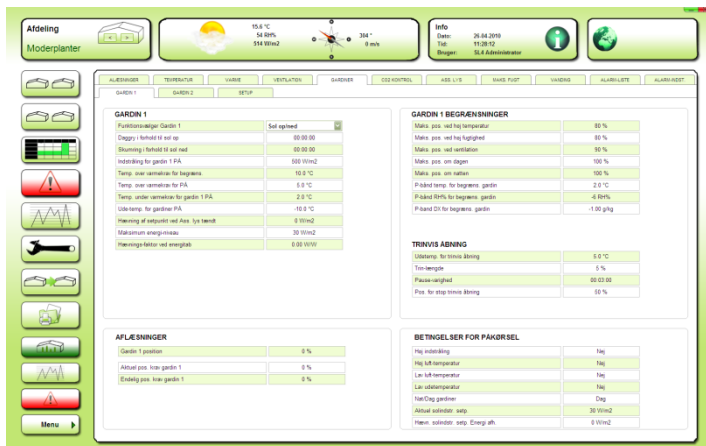 Afdeling
Moderplanter
15.6 °C
54 RH%
914 W/m2
304 °
0 m/s
Info
Dato: 26-04-2010
Tid: 11:28:12
Bruger: SL4 Administrator
AFLÆSNINGER TEMPERATUR VARME VENTILATION GARDINER CO2 KONTROL ASS. LYS MAKS. FUGT VANDING ALARM-LISTE ALARM-INDST
GARDIN 1 GARDIN 2 SETUP
GARDIN 1
Funktionsvælger Gardin 1 Sol op/ned
Daggry i forhold til sol op 00:00:00
Skumring i forhold til sol ned 00:00:00
Indstråling for gardin 1 PÅ 500 W/m2
Temp. over varmekrav for begræns. 10.0 °C
Temp. over varmekrav for PÅ 5.0 °C
Temp. under varmekrav for gardin 1 PÅ 2.0 °C
Ude-temp. for gardiner PÅ -10.0 °C
Hævning af setpunkt ved Ass. lys tændt 0 W/m2
Maksimum energi-niveau 30 W/m2
Hævnings-faktor ved energitab 0.00 W/W
GARDIN 1 BEGRÆNSNINGER
Maks. pos. ved høj temperatur 80 %
Maks. pos. ved høj fugtighed 80 %
Maks. pos. ved ventilation 90 %
Maks. pos. om dagen 100 %
Maks. pos. om natten 100 %
P-bånd temp. for begræns. gardin 2.0 °C
P-bånd RH% for begræns. gardin -6 RH%
P-bånd DX for begræns. gardin -1.00 g/kg
TRINVIS ÅBNING
Udetemp. for trinvis åbning 5.0 °C
Trin-længde 5 %
Pause-varighed 00:03:00
Pos. for stop trinvis åbning 50 %
AFLÆSNINGER
Gardin 1 position 0 %
Aktuel pos. krav gardin 1 0 %
Endelig pos. krav gardin 1 0 %
BETINGELSER FOR PÅKØRSEL
Høj indstråling Nej
Høj luft-temperatur Nej
Lav luft-temperatur Nej
Lav udetemperatur Nej
Nat/Dag gardiner Dag
Aktual solindstr. setp. 30 W/m2
Hævn. solindstr. setp. Energi afh. 0 W/m2
Menu